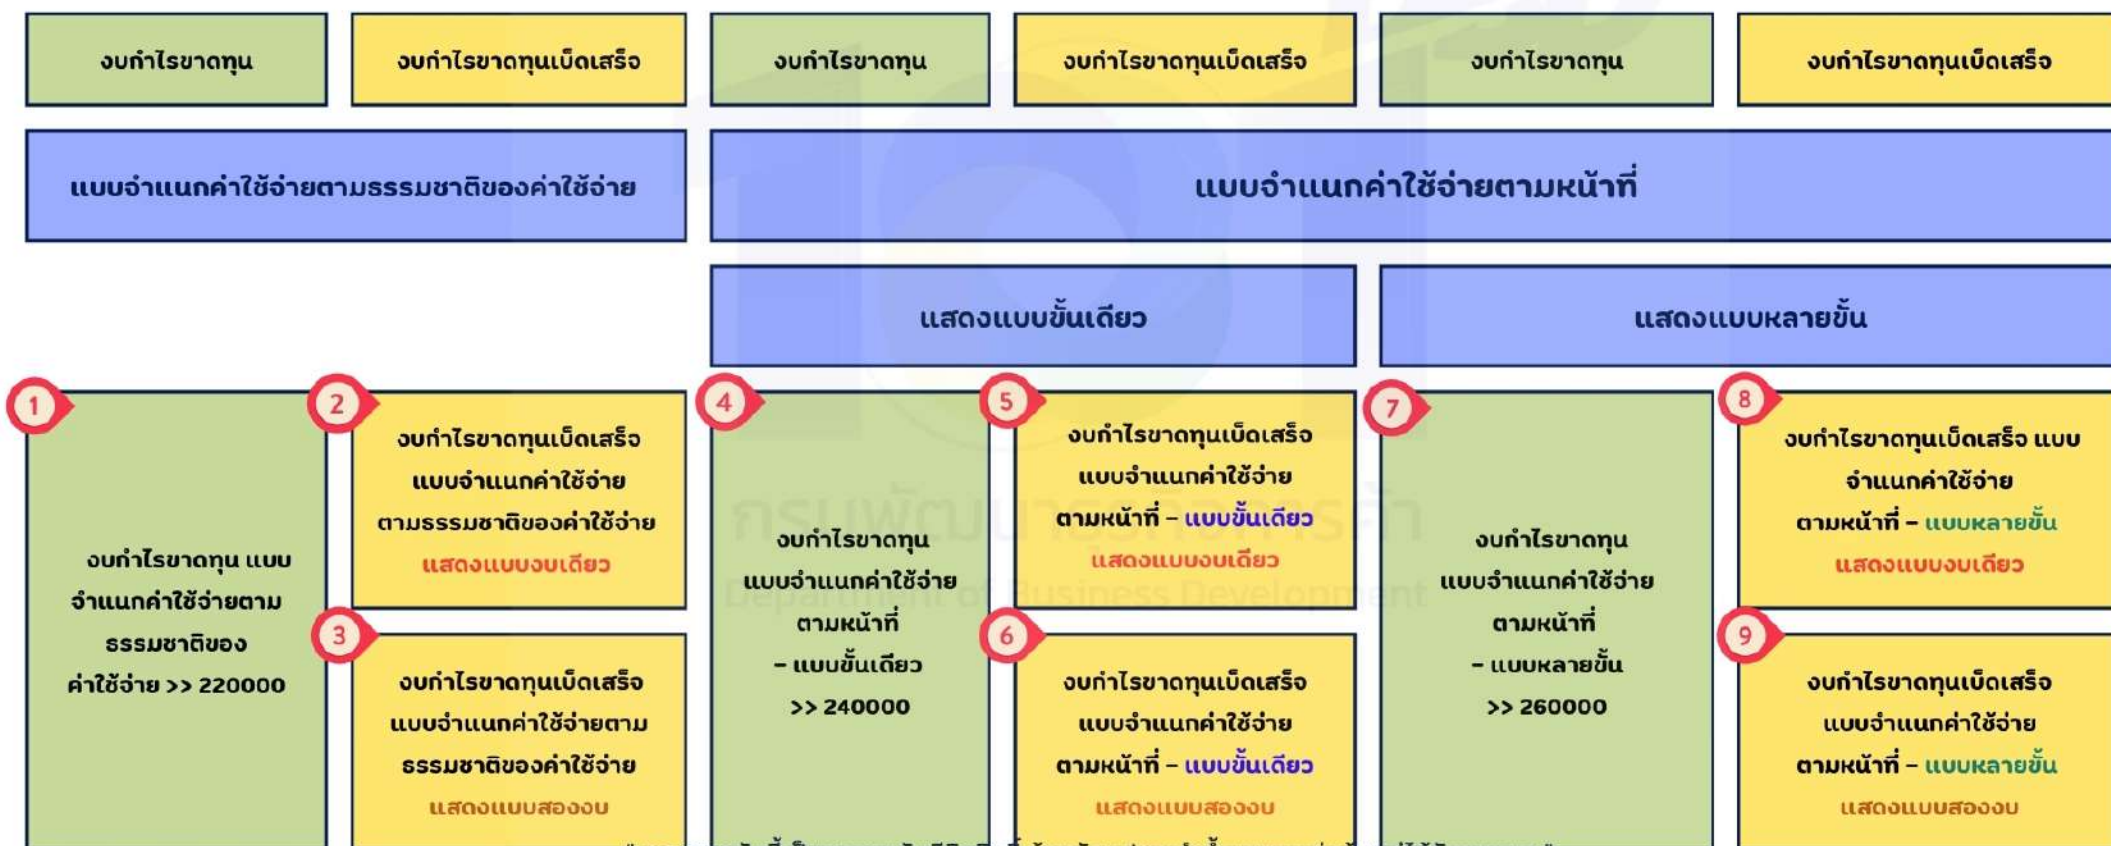 งบกำไรขาดทุน
งบกำไรขาดทุนเบ็ดเสร็จ
งบกำไรขาดทุน
งบกำไรขาดทุนเบ็ดเสร็จ
งบกำไรขาดทุน
งบกำไรขาดทุนเบ็ดเสร็จ
แบบจำแนกค่าใช้จ่ายตามธรรมชาติของค่าใช้จ่าย
แบบจำแนกค่าใช้จ่ายตามหน้าที่
แสดงแบบขั้นเดียว
แสดงแบบหลายขั้น
1
งบกำไรขาดทุน แบบ
จำแนกค่าใช้จ่ายตาม
ธรรมชาติของ
ค่าใช้จ่าย >> 220000
2
งบกำไรขาดทุนเบ็ดเสร็จ
แบบจำแนกค่าใช้จ่าย
ตามธรรมชาติของค่าใช้จ่าย
แสดงแบบงบเดียว
3
งบกำไรขาดทุนเบ็ดเสร็จ
แบบจำแนกค่าใช้จ่ายตาม
ธรรมชาติของค่าใช้จ่าย
แสดงแบบสองงบ
4
งบกำไรขาดทุน
แบบจำแนกค่าใช้จ่าย
ตามหน้าที่
– แบบขั้นเดียว
>> 240000
5
งบกำไรขาดทุนเบ็ดเสร็จ
แบบจำแนกค่าใช้จ่าย
ตามหน้าที่ – แบบขั้นเดียว
แสดงแบบงบเดียว
6
งบกำไรขาดทุนเบ็ดเสร็จ
แบบจำแนกค่าใช้จ่าย
ตามหน้าที่ – แบบขั้นเดียว
แสดงแบบสองงบ
7
งบกำไรขาดทุน
แบบจำแนกค่าใช้จ่าย
ตามหน้าที่
– แบบหลายขั้น
>> 260000
8
งบกำไรขาดทุนเบ็ดเสร็จ แบบ
จำแนกค่าใช้จ่าย
ตามหน้าที่ – แบบหลายขั้น
แสดงแบบงบเดียว
9
งบกำไรขาดทุนเบ็ดเสร็จ
แบบจำแนกค่าใช้จ่าย
ตามหน้าที่ – แบบหลายขั้น
แสดงแบบสองงบ
กรมพัฒนาธุรกิจการค้า
Department of Business Development